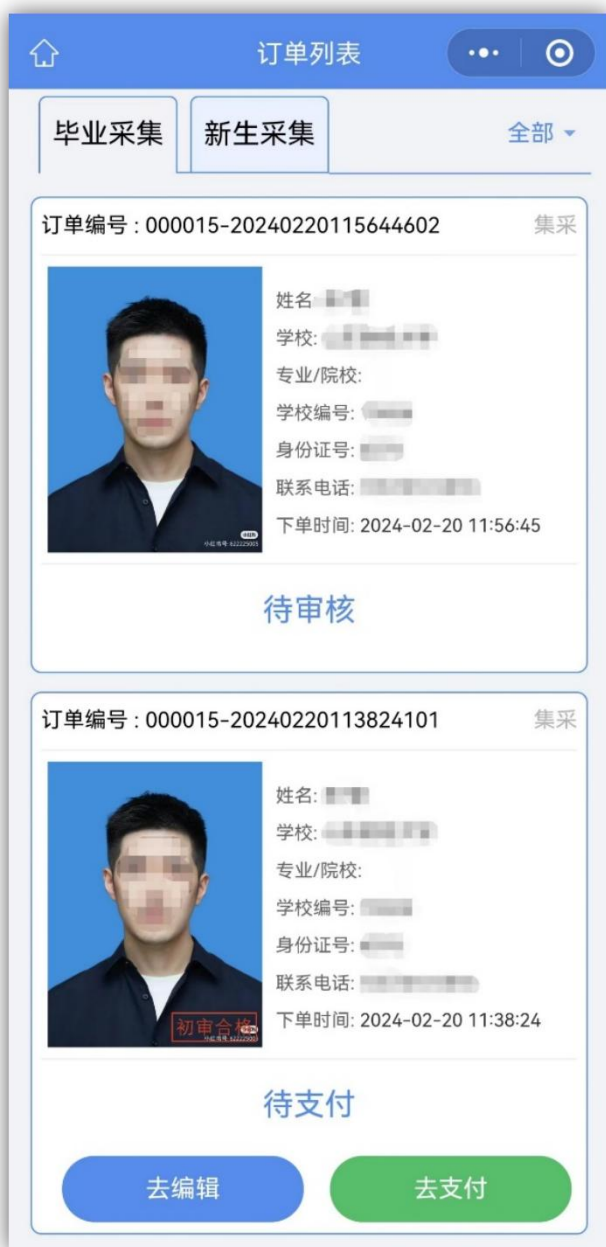 订单列表
毕业采集
新生采集
全部
订单编号 : 000015-20240220115644602
集采
姓名:
学校:
专业/院校:
学校编号:
身份证号:
联系电话:
下单时间: 2024-02-20 11:56:45
待审核
订单编号 : 000015-20240220113824101
集采
姓名:
学校:
专业/院校:
学校编号:
身份证号:
联系电话:
下单时间: 2024-02-20 11:38:24
初审合格
待支付
去编辑
去支付